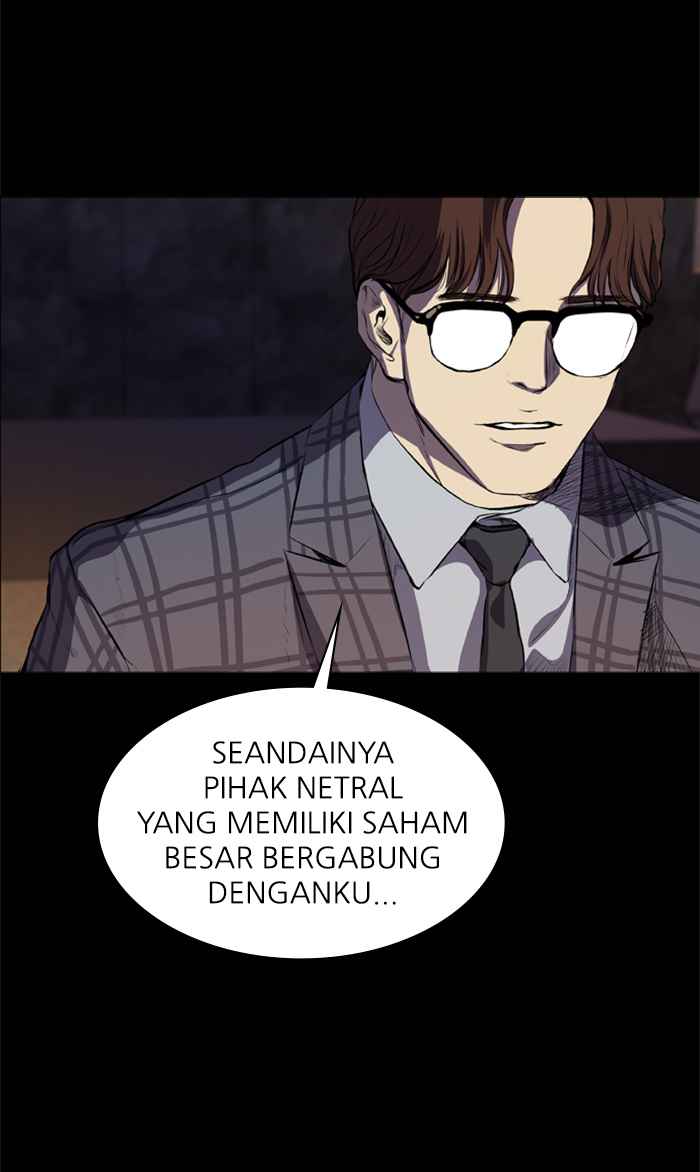 SEANDAINYA
PIHAK NETRAL
YANG MEMILIKI SAHAM
BESAR BERGABUNG
DENGANKU...